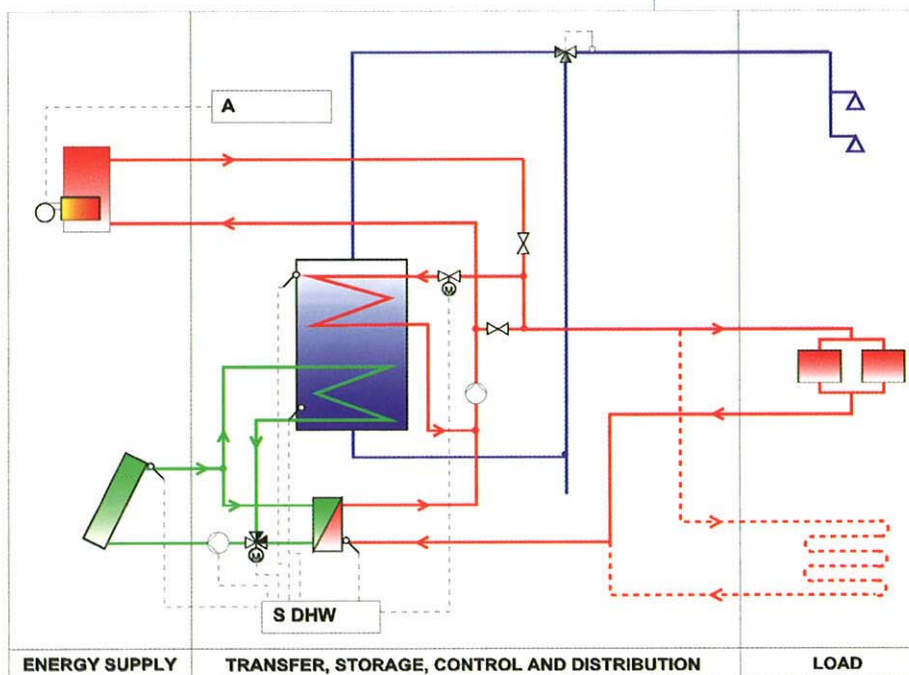 A
M
M
S DHW
ENERGY SUPPLY
TRANSFER, STORAGE, CONTROL AND DISTRIBUTION
LOAD